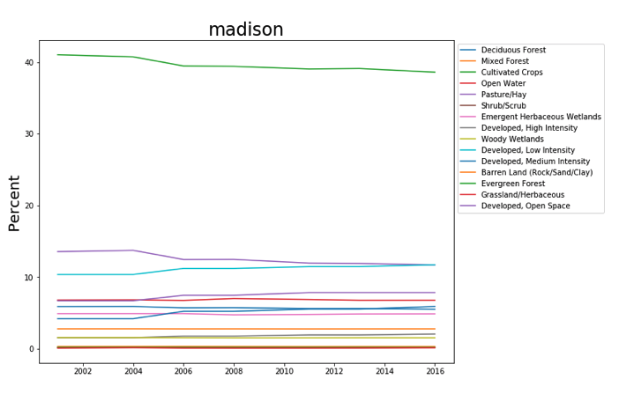 madison
Percent
40
30
20
10
0
2002 2004 2006 2008 2010 2012 2014 2016
Deciduous Forest
Mixed Forest
Cultivated Crops
Open Water
Pasture/Hay
Shrub/Scrub
Emergent Herbaceous Wetlands
Developed, High Intensity
Woody Wetlands
Developed, Low Intensity
Developed, Medium Intensity
Barren Land (Rock/Sand/Clay)
Evergreen Forest
Grassland/Herbaceous
Developed, Open Space